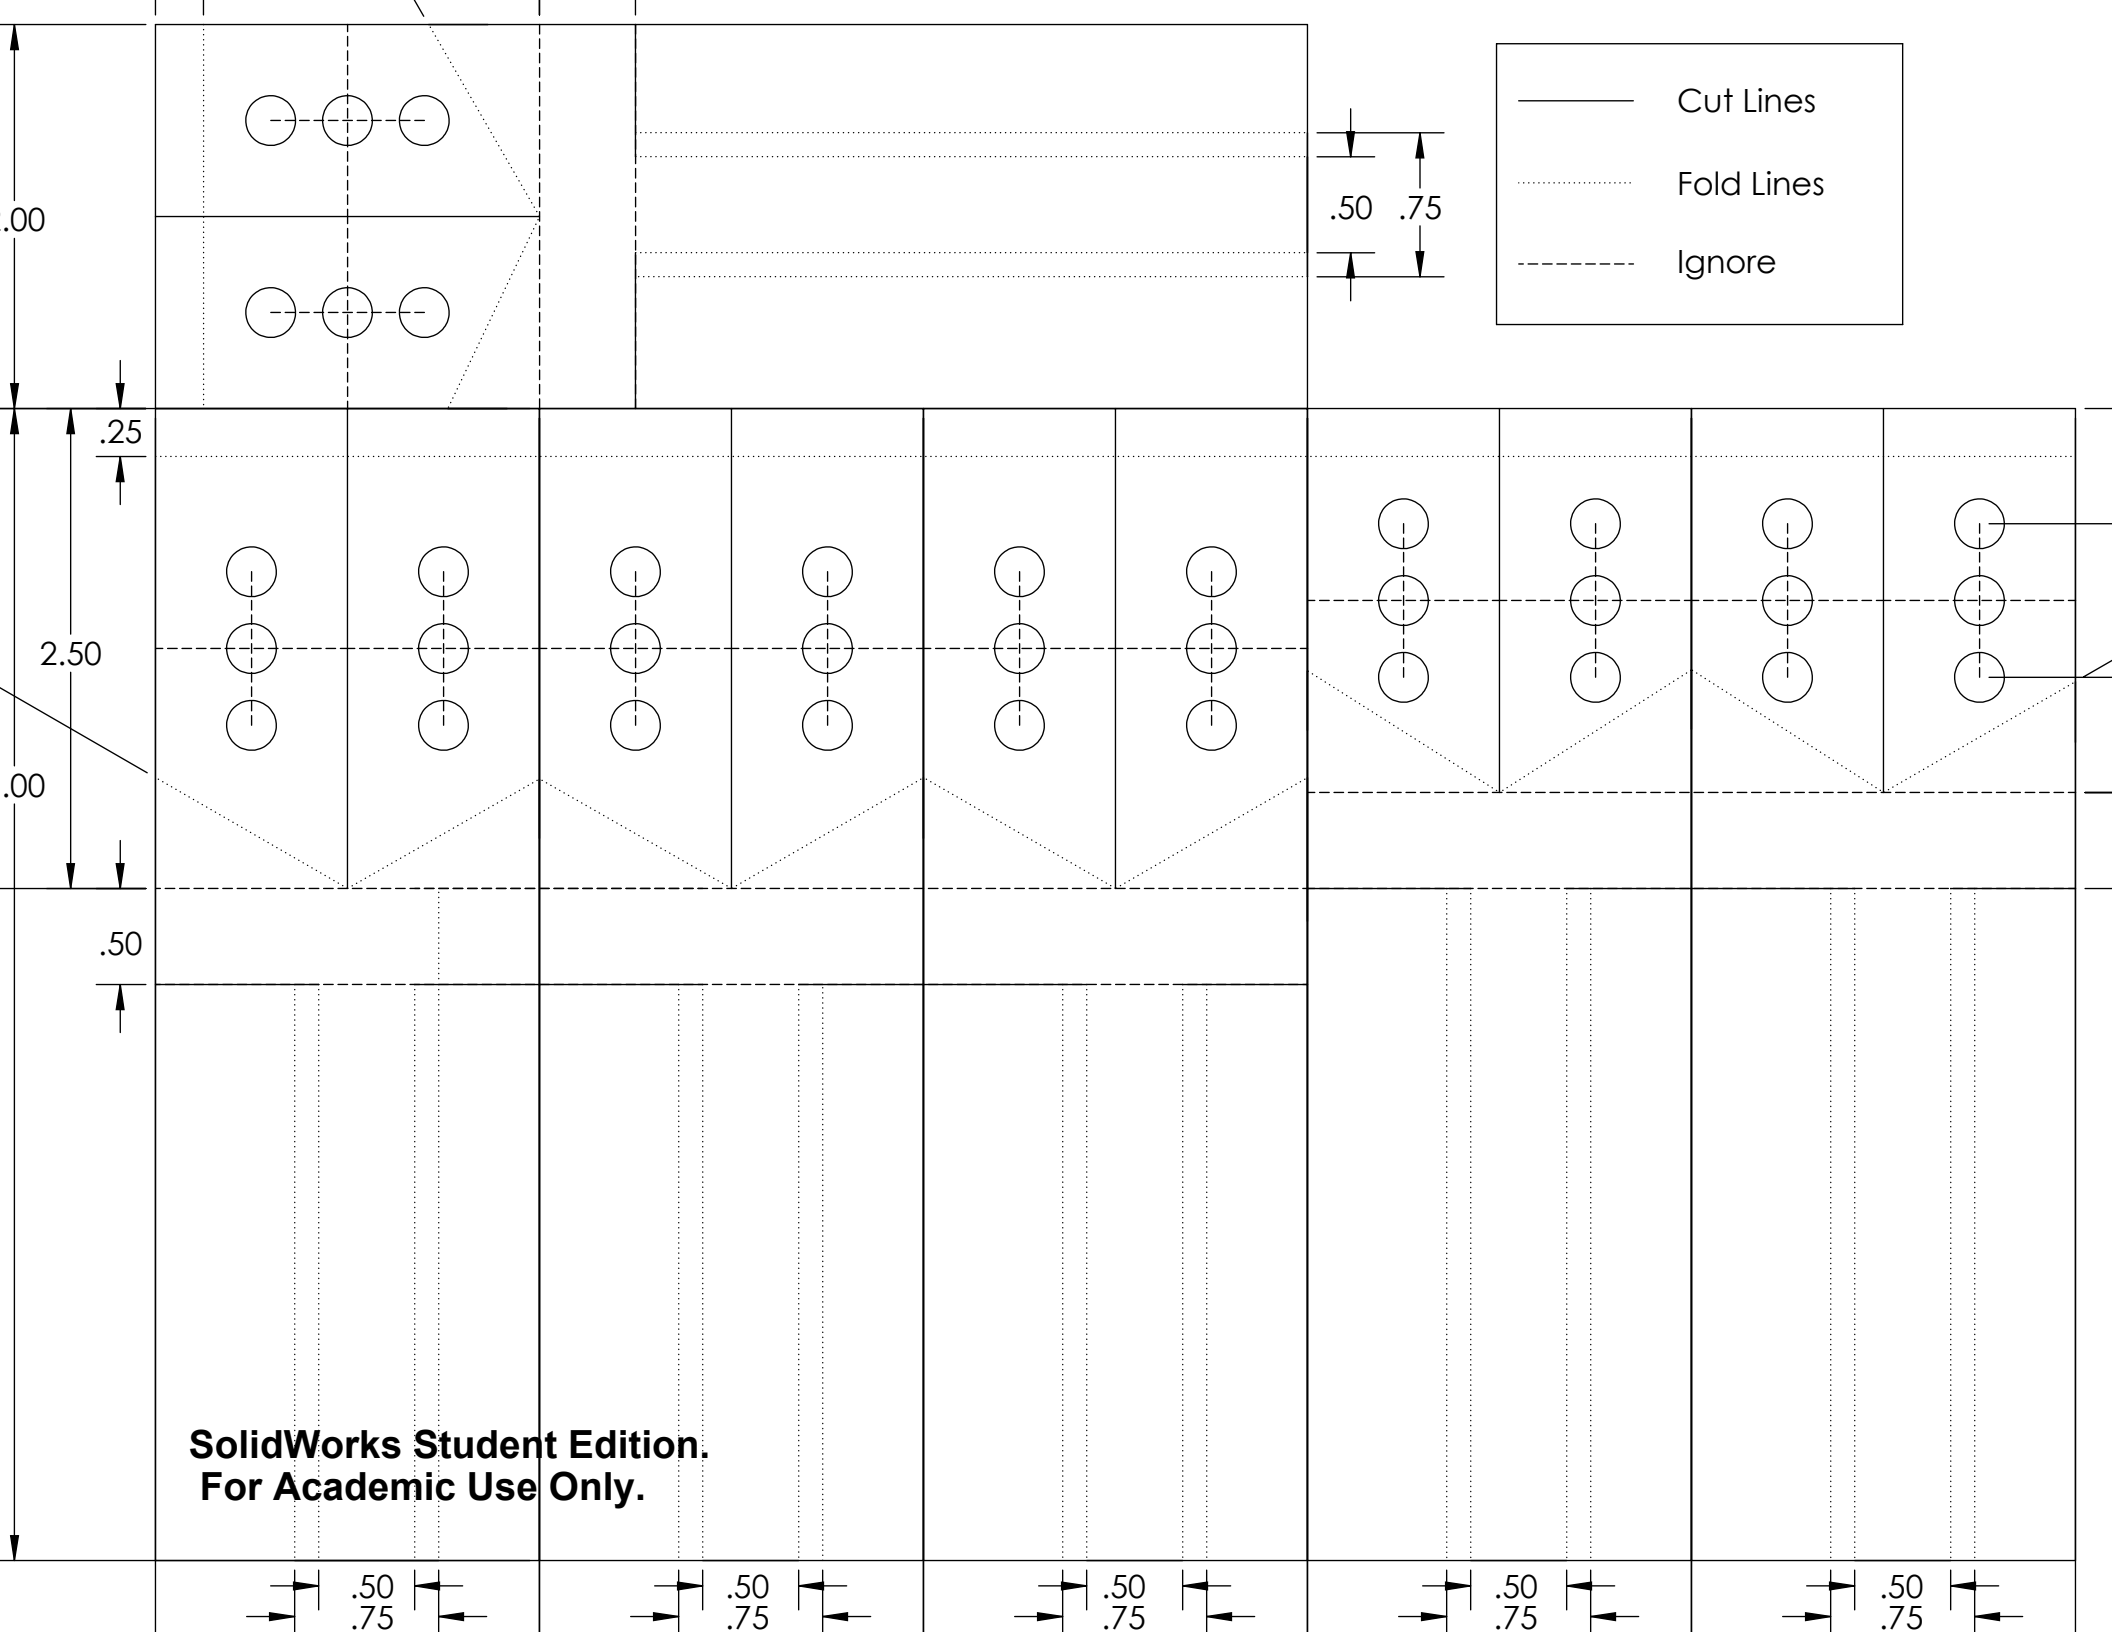 Cut Lines
Fold Lines
Ignore
.50 .75
.00
.25
2.50
.00
.50
SolidWorks Student Edition.
For Academic Use Only.
.50 .50 .50 .50 .50
.75 .75 .75 .75 .75